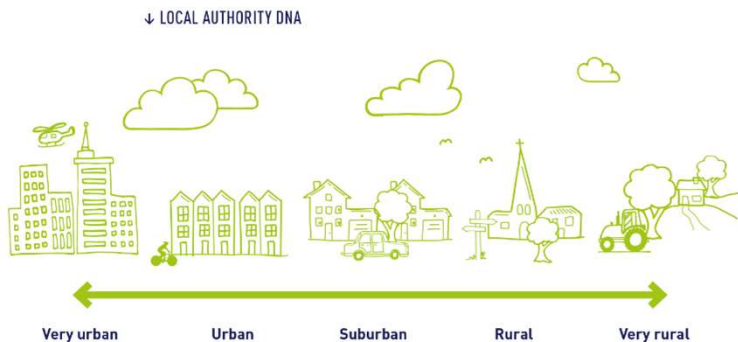 ↓ LOCAL AUTHORITY DNA
Very urban
Urban
Suburban
Rural
Very rural